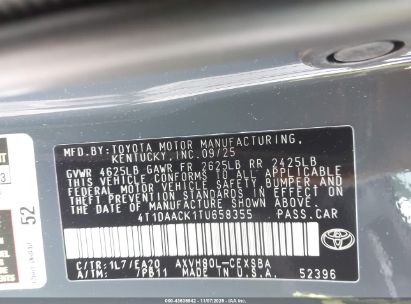 MFD.BY:TOYOTA MOTOR MANUFACTURING,
KENTUCKY, INC. 09/25
GVWR 4625LB GAWR FR 2625LB RR 2425LB
THIS VEHICLE CONFORMS TO ALL APPLICABLE
FEDERAL MOTOR VEHICLE SAFETY, BUMPER AND
THEFT PREVENTION STANDARDS IN EFFECT ON
THE DATE OF MANUFACTURE SHOWN ABOVE.
4T1DAACK1TU658355 PASS.CAR
C/TR:1L7/EA20 AXVH80L-CEXSBA
A/TM: 7PB11 MADE IN U.S.A. 52396
TOYOTA
52